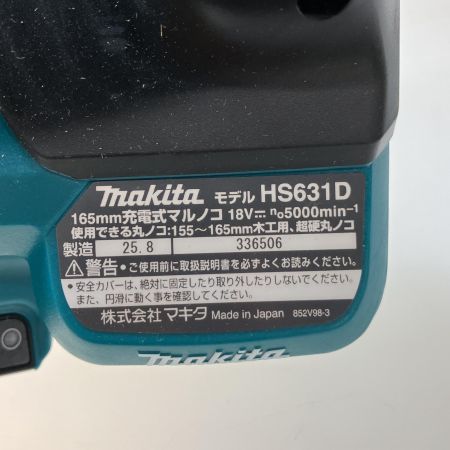 makita モデル HS631D
165mm充電式マルノコ 18V⎓ n₀5000min⁻¹
使用できる丸ノコ:155～165mm木工用、超硬丸ノコ
製造 25.8 336506
⚠警告 •ご使用前に取扱説明書を必ずよくお読みください。
•安全カバーは、絶対に固定したり取り外したりしないでください。
また、円滑に動く事を確認してください。
株式会社マキタ Made in Japan 852V98-3
makita